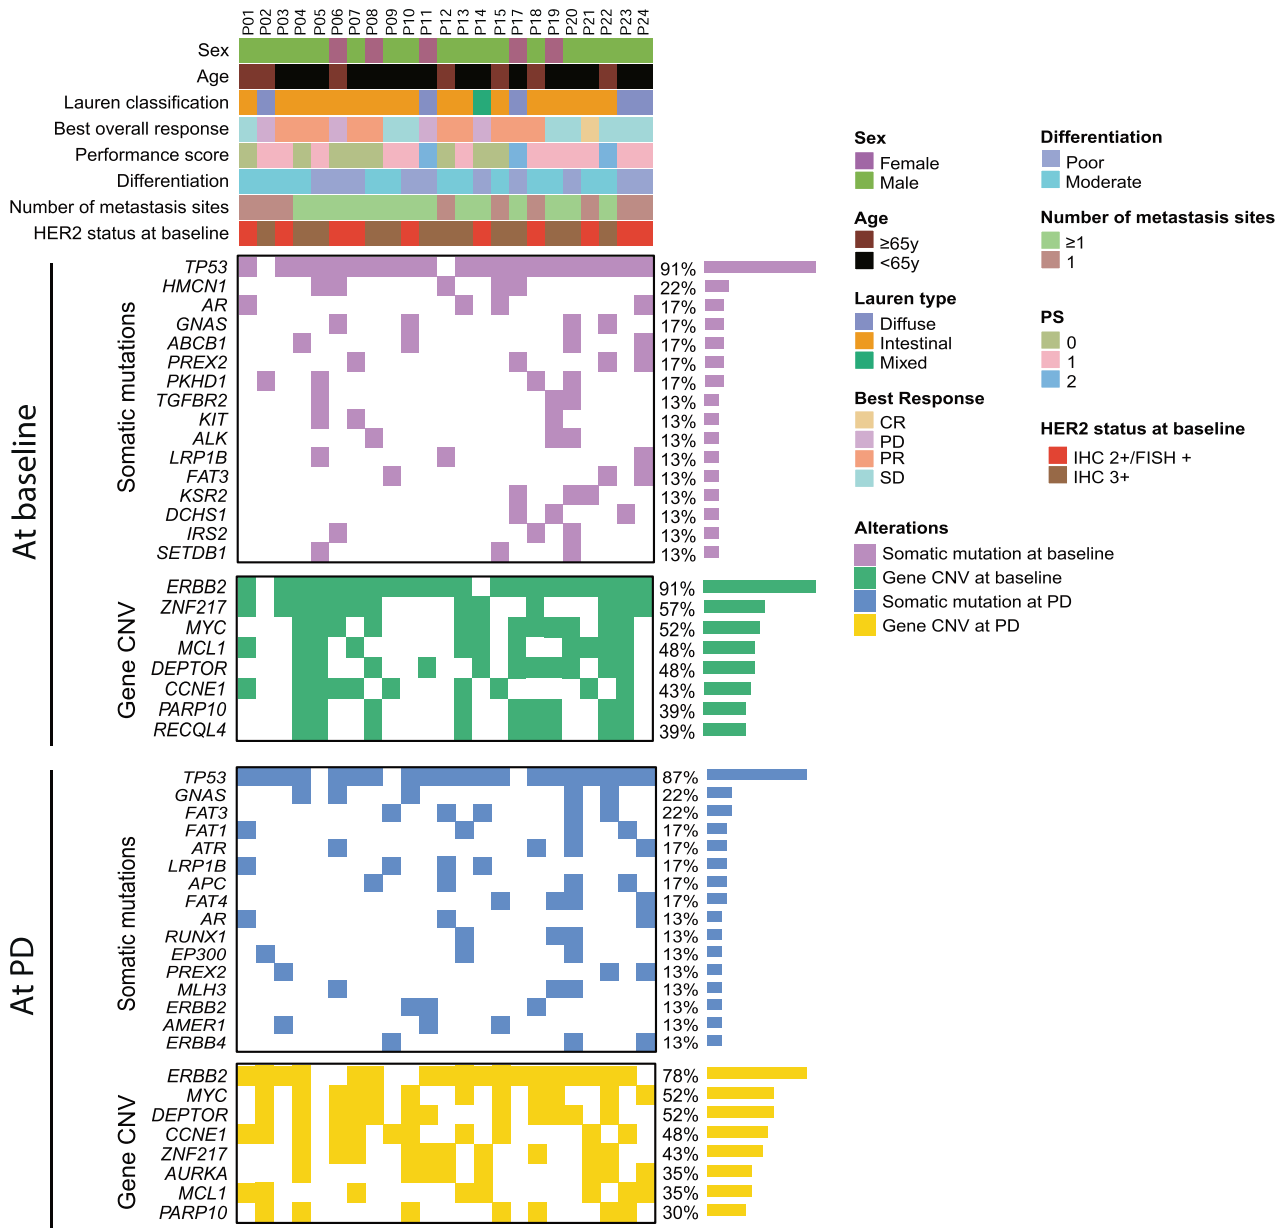 P01 P02 P03 P04 P05 P06 P07 P08 P09 P10 P11 P12 P13 P14 P15 P17 P18 P19 P20 P21 P22 P23 P24
Sex
Age
Lauren classification
Best overall response
Performance score
Differentiation
Number of metastasis sites
HER2 status at baseline
At baseline
Somatic mutations
TP53 91%
HMCN1 22%
AR 17%
GNAS 17%
ABCB1 17%
PREX2 17%
PKHD1 17%
TGFBR2 13%
KIT 13%
ALK 13%
LRP1B 13%
FAT3 13%
KSR2 13%
DCHS1 13%
IRS2 13%
SETDB1 13%
Gene CNV
ERBB2 91%
ZNF217 57%
MYC 52%
MCL1 48%
DEPTOR 48%
CCNE1 43%
PARP10 39%
RECQL4 39%
At PD
Somatic mutations
TP53 87%
GNAS 22%
FAT3 22%
FAT1 17%
ATR 17%
LRP1B 17%
APC 17%
FAT4 17%
AR 13%
RUNX1 13%
EP300 13%
PREX2 13%
MLH3 13%
ERBB2 13%
AMER1 13%
ERBB4 13%
Gene CNV
ERBB2 78%
MYC 52%
DEPTOR 52%
CCNE1 48%
ZNF217 43%
AURKA 35%
MCL1 35%
PARP10 30%
Sex
Female
Male
Age
≥65y
<65y
Lauren type
Diffuse
Intestinal
Mixed
Best Response
CR
PD
PR
SD
Differentiation
Poor
Moderate
Number of metastasis sites
≥1
1
PS
0
1
2
HER2 status at baseline
IHC 2+/FISH +
IHC 3+
Alterations
Somatic mutation at baseline
Gene CNV at baseline
Somatic mutation at PD
Gene CNV at PD